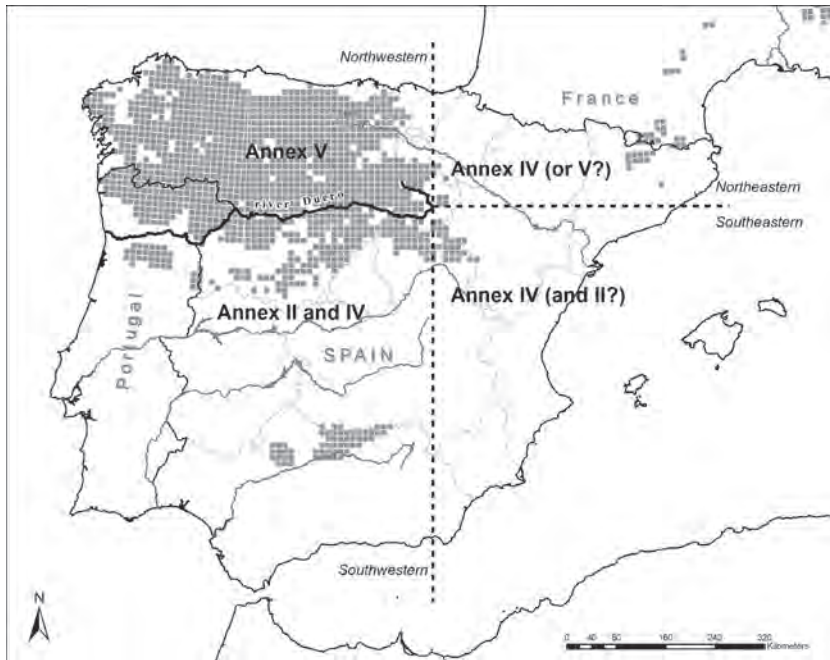 Northwestern
France
Annex V
Annex IV (or V?)
river Duero
Northeastern
Southeastern
Annex II and IV
Annex IV (and II?)
Portugal
SPAIN
Southwestern
N
0 40 80 160 240 320
Kilometers